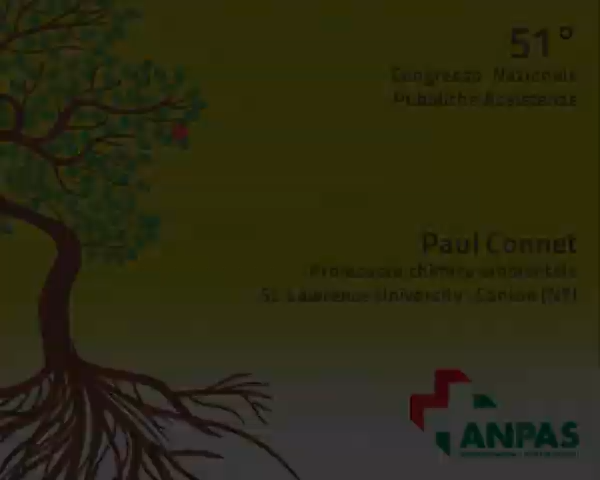 51°
Congresso Nazionale
Pubbliche Assistenze
Paul Connet
Professore chimica ambientale
St. Lawrence University - Canton (NY)
ANPAS